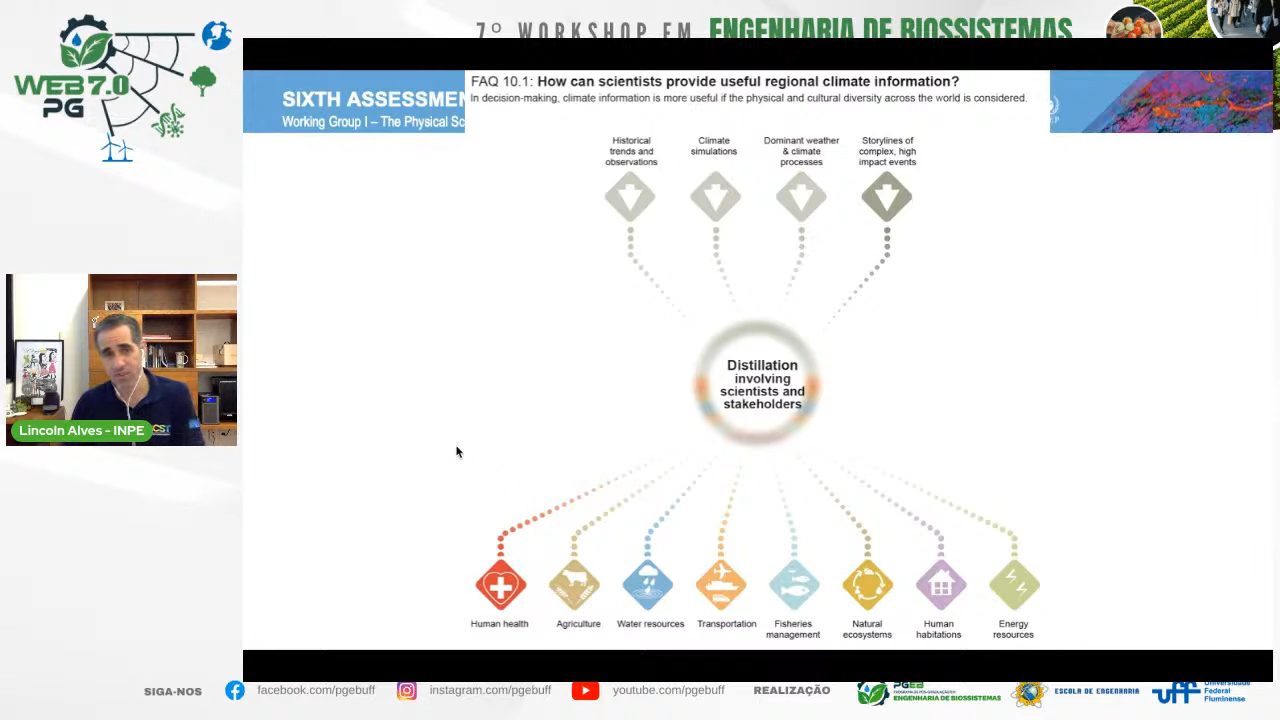 7º WORKSHOP EM ENGENHARIA DE BIOSSISTEMAS
WEB 7.0
PG
SIXTH ASSESSMEN
Working Group I – The Physical Sc
FAQ 10.1: How can scientists provide useful regional climate information?
In decision-making, climate information is more useful if the physical and cultural diversity across the world is considered.
Historical
trends and
observations
Climate
simulations
Dominant weather
& climate
processes
Storylines of
complex, high
impact events
Distillation
involving
scientists and
stakeholders
Lincoln Alves - INPE
CST
Human health
Agriculture
Water resources
Transportation
Fisheries
management
Natural
ecosystems
Human
habitations
Energy
resources
SIGA-NOS
facebook.com/pgebuff
instagram.com/pgebuff
youtube.com/pgebuff
REALIZAÇÃO
PGEB
ENGENHARIA DE BIOSSISTEMAS
ESCOLA DE ENGENHARIA
uff
Universidade
Federal
Fluminense